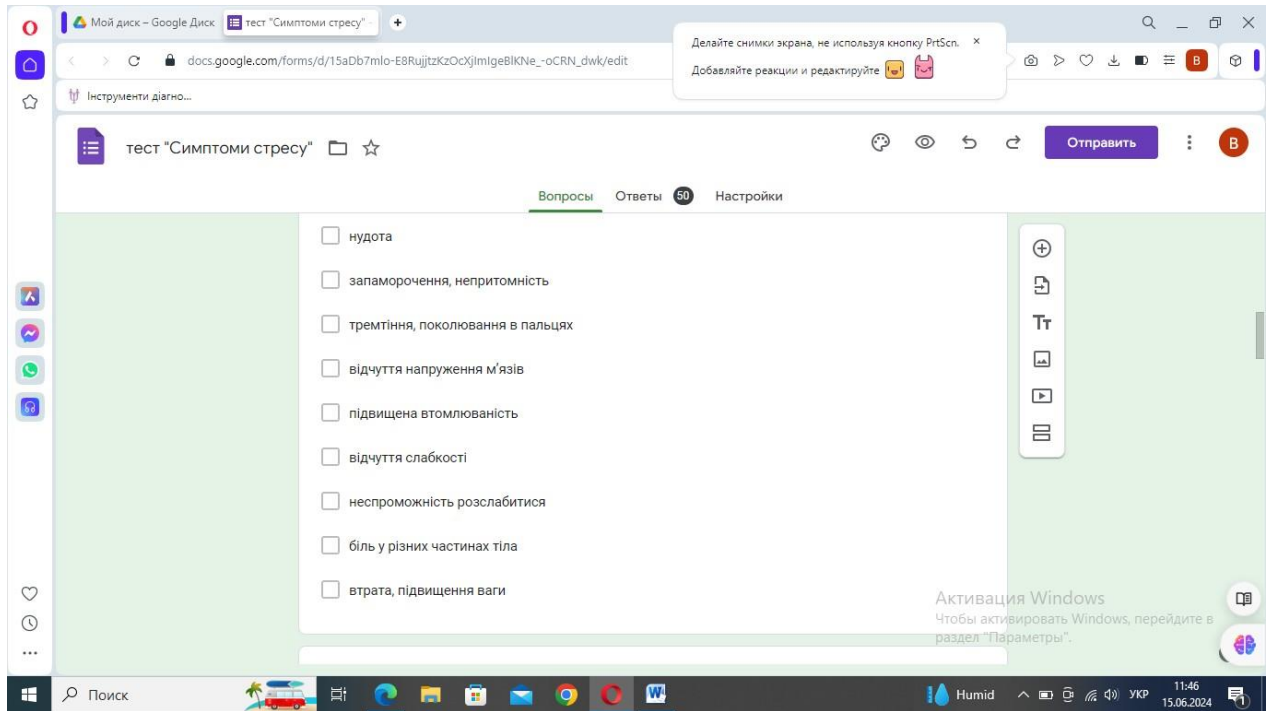 Мой диск – Google Диск
тест "Симптоми стресу" -
docs.google.com/forms/d/15aDb7mlo-E8RujjtzKzOcXjlmlgeBlKNe_-oCRN_dwk/edit
Делайте снимки экрана, не используя кнопку PrtScn.
Добавляйте реакции и редактируйте
В
Інструменти діагно...
тест "Симптоми стресу"
Отправить
В
Вопросы Ответы 50 Настройки
нудота
запаморочення, непритомність
тремтіння, поколювання в пальцях
відчуття напруження м'язів
підвищена втомлюваність
відчуття слабкості
неспроможність розслабитися
біль у різних частинах тіла
втрата, підвищення ваги
Активация Windows
Чтобы активировать Windows, перейдите в
раздел "Параметры".
Поиск
Humid
УКР
11:46
15.06.2024